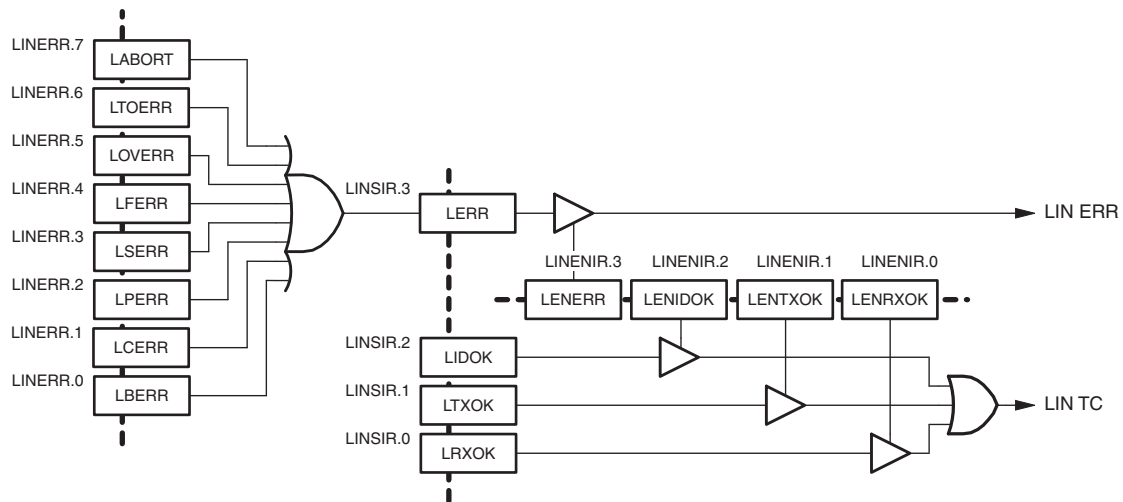 LINERR.7
LABORT
LINERR.6
LTOERR
LINERR.5
LOVERR
LINERR.4
LFERR
LINERR.3
LSERR
LINERR.2
LPERR
LINERR.1
LCERR
LINERR.0
LBERR
LINSIR.3
LERR
LIN ERR
LINENIR.3
LINENIR.2
LINENIR.1
LINENIR.0
LENERR
LENIDOK
LENTXOK
LENRXOK
LINSIR.2
LIDOK
LINSIR.1
LTXOK
LIN TC
LINSIR.0
LRXOK